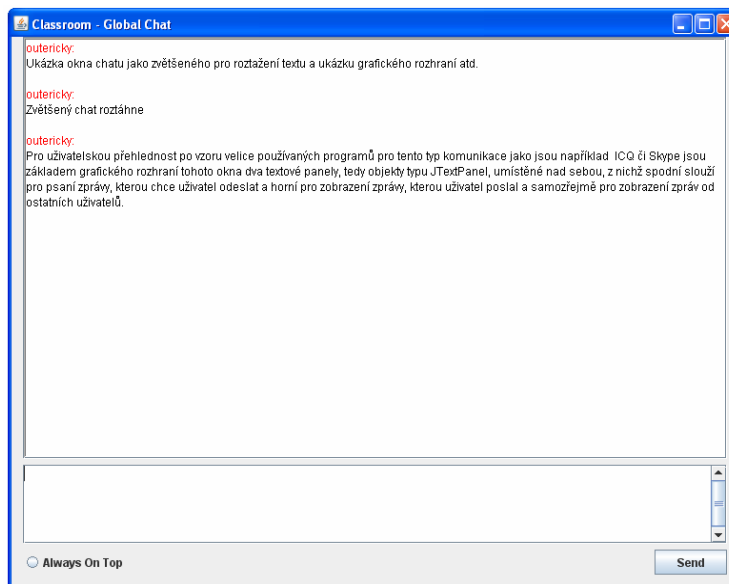 Classroom - Global Chat
outericky:
Ukázka okna chatu jako zvětšeného pro roztažení textu a ukázku grafického rozhraní atd.
outericky:
Zvětšený chat roztáhne
outericky:
Pro uživatelskou přehlednost po vzoru velice používaných programů pro tento typ komunikace jako jsou například  ICQ či Skype jsou
základem grafického rozhraní tohoto okna dva textové panely, tedy objekty typu JTextPanel, umístěné nad sebou, z nichž spodní slouží
pro psaní zprávy, kterou chce uživatel odeslat a horní pro zobrazení zprávy, kterou uživatel poslal a samozřejmě pro zobrazení zpráv od
ostatních uživatelů.
Always On Top
Send